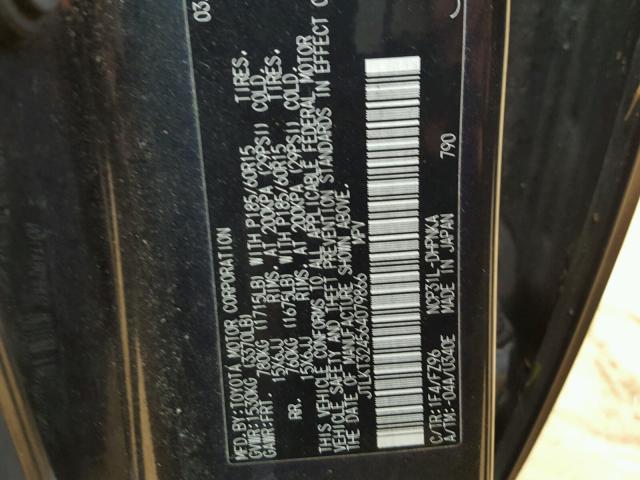 03
MFD.BY:TOYOTA MOTOR CORPORATION
GVWR:1530KG (3370LB)
GAWR:FRT. 780KG (1715LB) WITH P185/60R15 TIRES.
15X6JJ RIMS. AT 200KPA (29PSI) COLD.
RR. 760KG (1675LB) WITH P185/60R15 TIRES.
15X6JJ RIMS. AT 200KPA (29PSI) COLD.
THIS VEHICLE CONFORMS TO ALL APPLICABLE FEDERAL MOTOR
VEHICLE SAFETY AND THEFT PREVENTION STANDARDS IN EFFECT O
THE DATE OF MANUFACTURE SHOWN ABOVE.
JTLKT324564079866 MPV
C/TR:1F4/FZ96 NCP31L-DHPNKA
A/TM:-04A/U340E MADE IN JAPAN 790